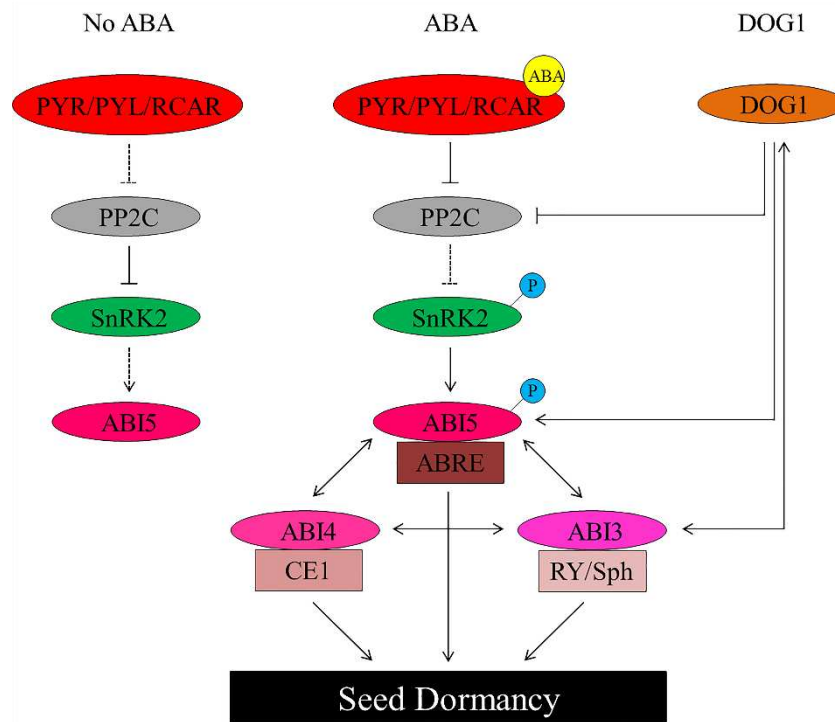 No ABA
ABA
DOG1
ABA
PYR/PYL/RCAR
PYR/PYL/RCAR
DOG1
PP2C
PP2C
P
SnRK2
SnRK2
P
ABI5
ABI5
ABRE
ABI4
ABI3
CE1
RY/Sph
Seed Dormancy